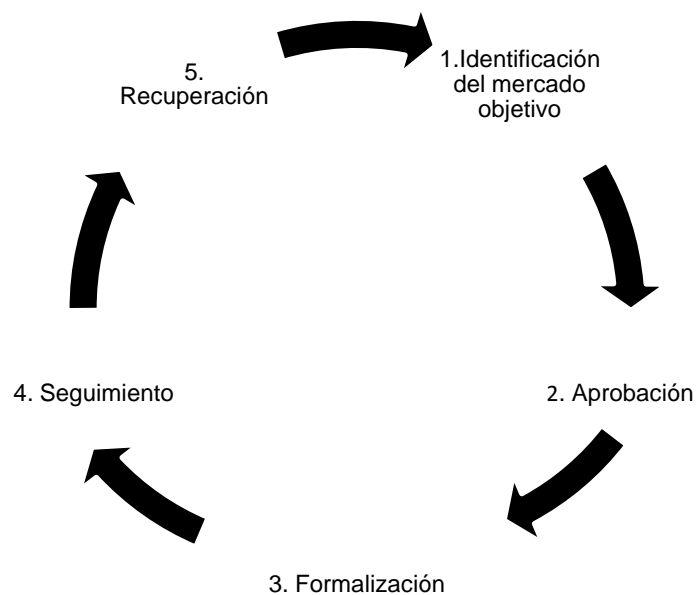 1.Identificación
del mercado
objetivo
2. Aprobación
3. Formalización
4. Seguimiento
5.
Recuperación